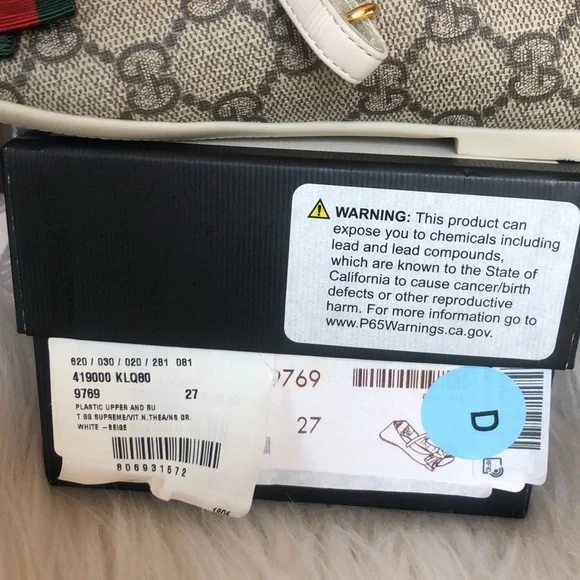 WARNING: This product can
expose you to chemicals including
lead and lead compounds,
which are known to the State of
California to cause cancer/birth
defects or other reproductive
harm. For more information go to
www.P65Warnings.ca.gov.
620 / 030 / 020 / 281 081
419000 KLQ80
9769 27
PLASTIC UPPER AND RU
T.GG SUPREME/VIT.N.THEA/NS GR.
WHITE -BEIGE
806931572
9769
27
D